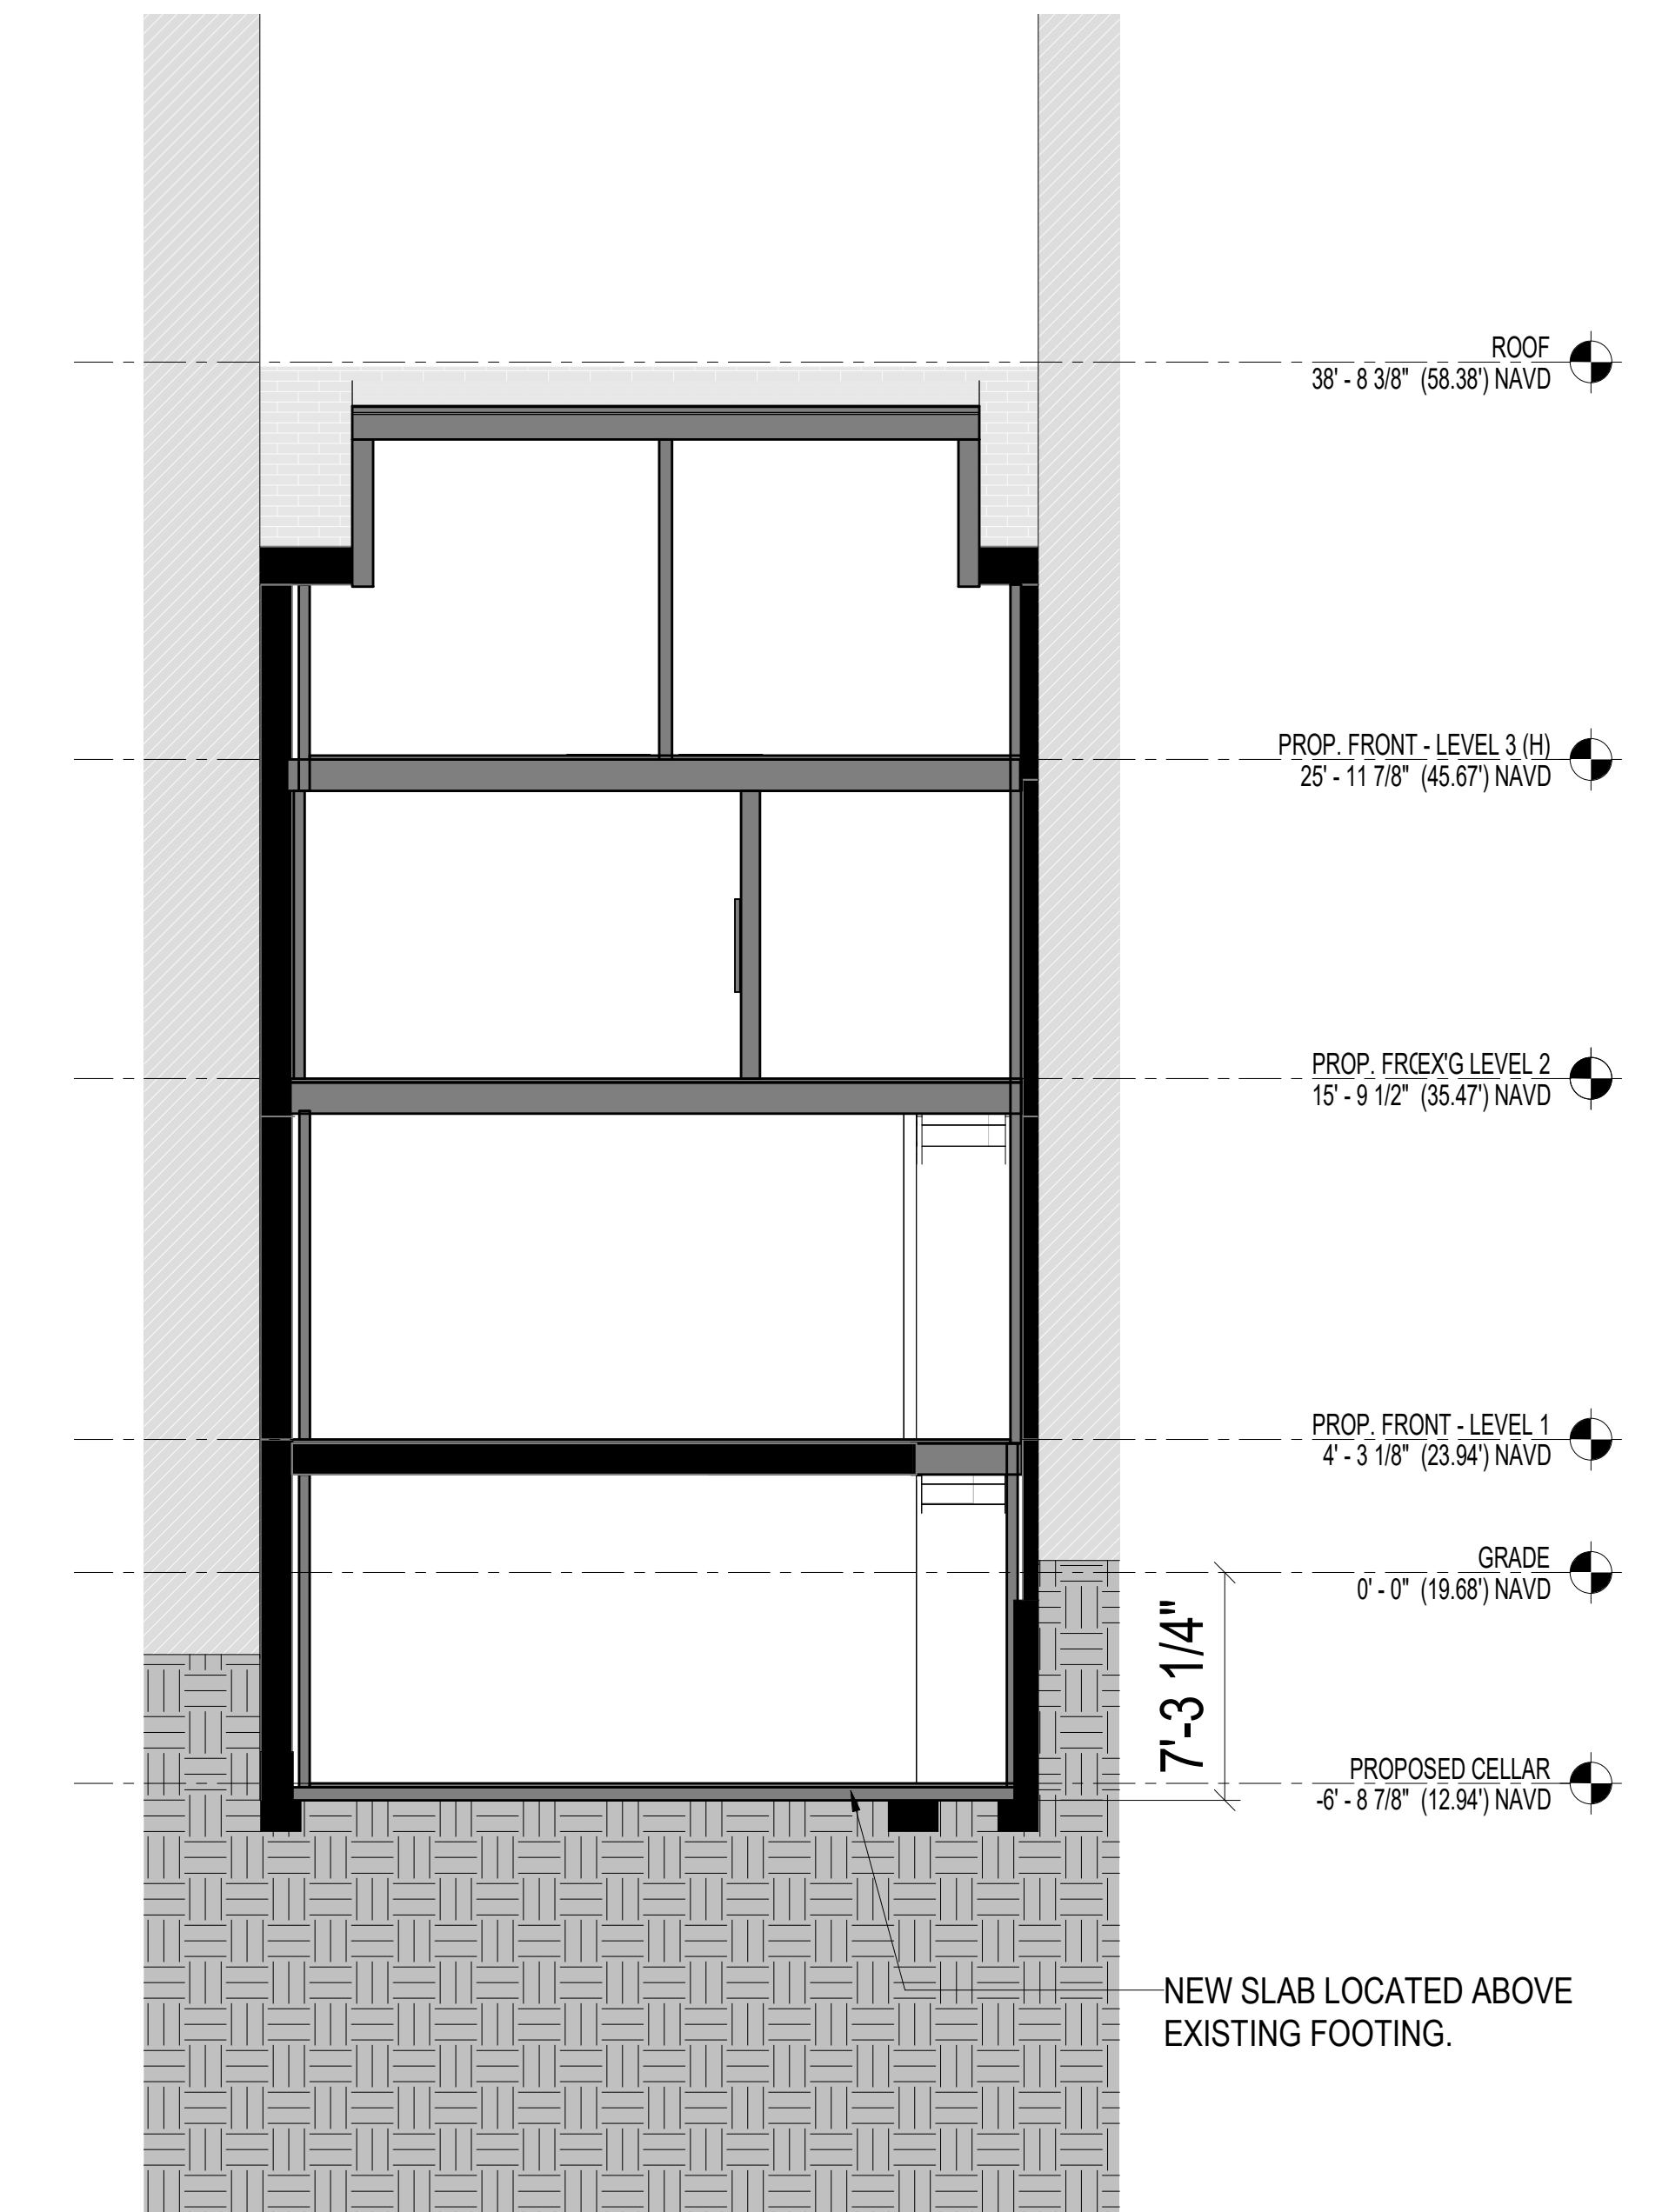 ROOF
38' - 8 3/8" (58.38') NAVD
PROP. FRONT - LEVEL 3 (H)
25' - 11 7/8" (45.67') NAVD
PROP. FROEX'G LEVEL 2
15' - 9 1/2" (35.47') NAVD
PROP. FRONT - LEVEL 1
4' - 3 1/8" (23.94') NAVD
GRADE
0' - 0" (19.68') NAVD
7'-3 1/4"
PROPOSED CELLAR
-6' - 8 7/8" (12.94') NAVD
NEW SLAB LOCATED ABOVE
EXISTING FOOTING.